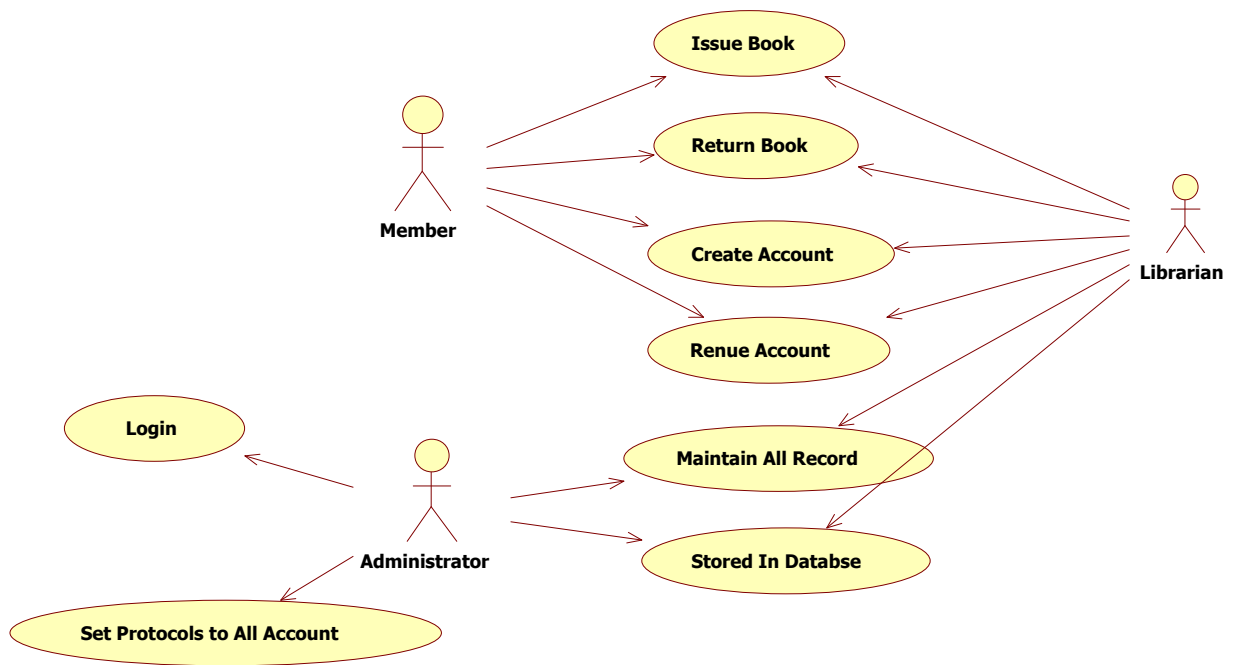 Issue Book
Return Book
Member
Create Account
Librarian
Renue Account
Login
Maintain All Record
Administrator
Stored In Databse
Set Protocols to All Account